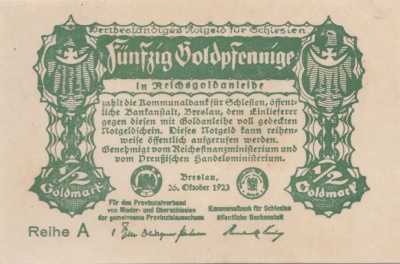 Wertbeständiges Notgeld für Schlesien
Fünfzig Goldpfennige
in Reichsgoldanleihe
zahlt die Kommunalbank für Schlesien, öffent-
liche Bankanstalt, Breslau, dem Einlieferer
gegen diesen mit Goldanleihe voll gedeckten
Notgeldschein. Dieses Notgeld kann reihen-
weise öffentlich aufgerufen werden.
Genehmigt vom Reichsfinanzministerium und
vom Preußischen Handelsministerium.
1/2
Goldmark
1/2
Goldmark
Breslau,
26. Oktober 1923
Für den Provinzialverband
von Nieder- und Oberschlesien
der gemeinsame Provinzialausschuss
Kommunalbank für Schlesien
öffentliche Bankanstalt
Reihe A